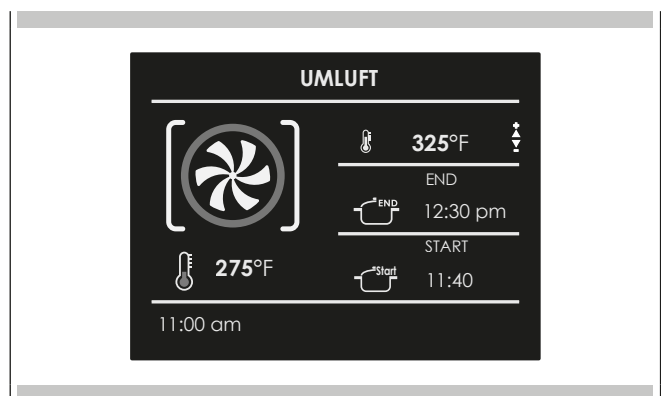 UMLUFT
325°F
END
END
12:30 pm
START
Start
11:40
275°F
11:00 am